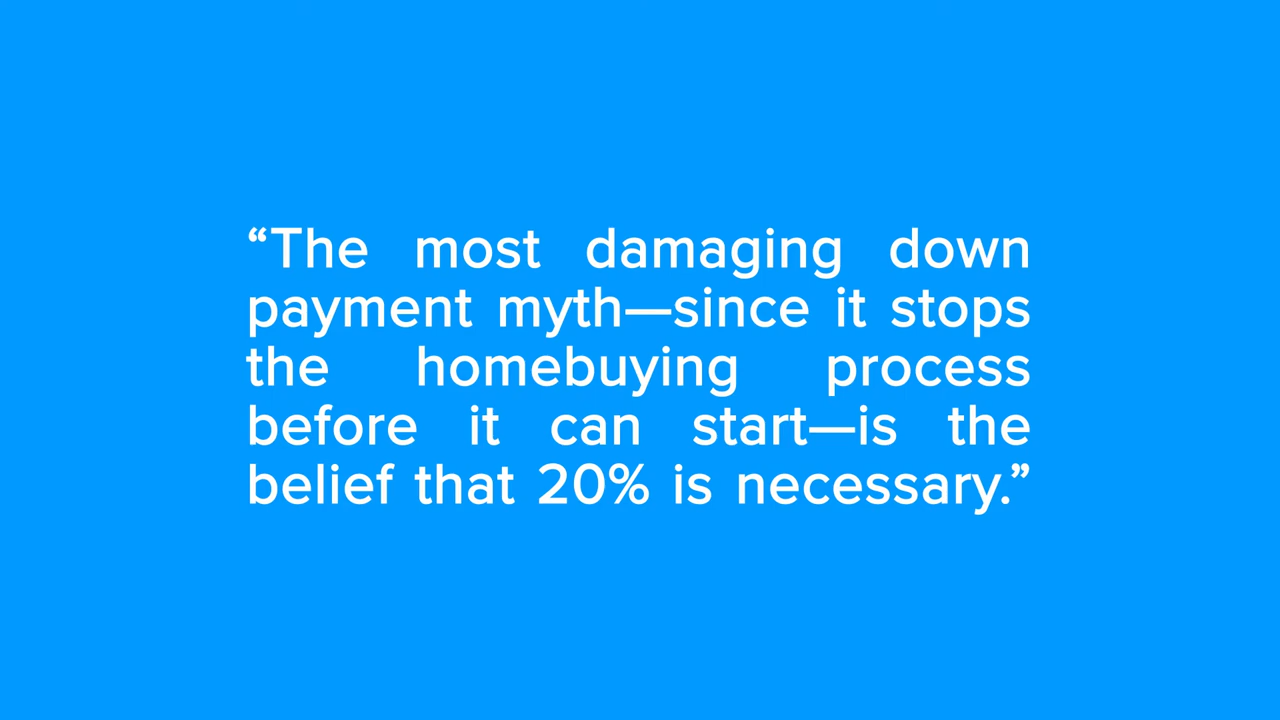 “The most damaging down
payment myth—since it stops
the homebuying process
before it can start—is the
belief that 20% is necessary.”